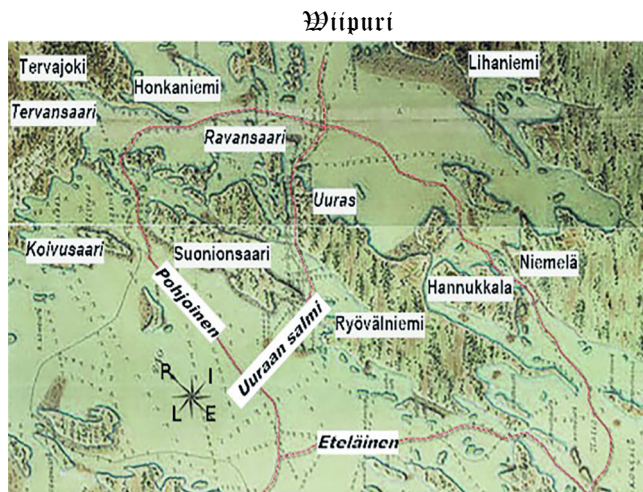 Wiipuri
Tervajoki
Lihaniemi
Honkaniemi
Tervansaari
Ravansaari
Uuras
Koivusaari
Suonionsaari
Niemelä
Hannukkala
Pohjoinen
Uuraan salmi
Ryövälniemi
P I
L E
Eteläinen